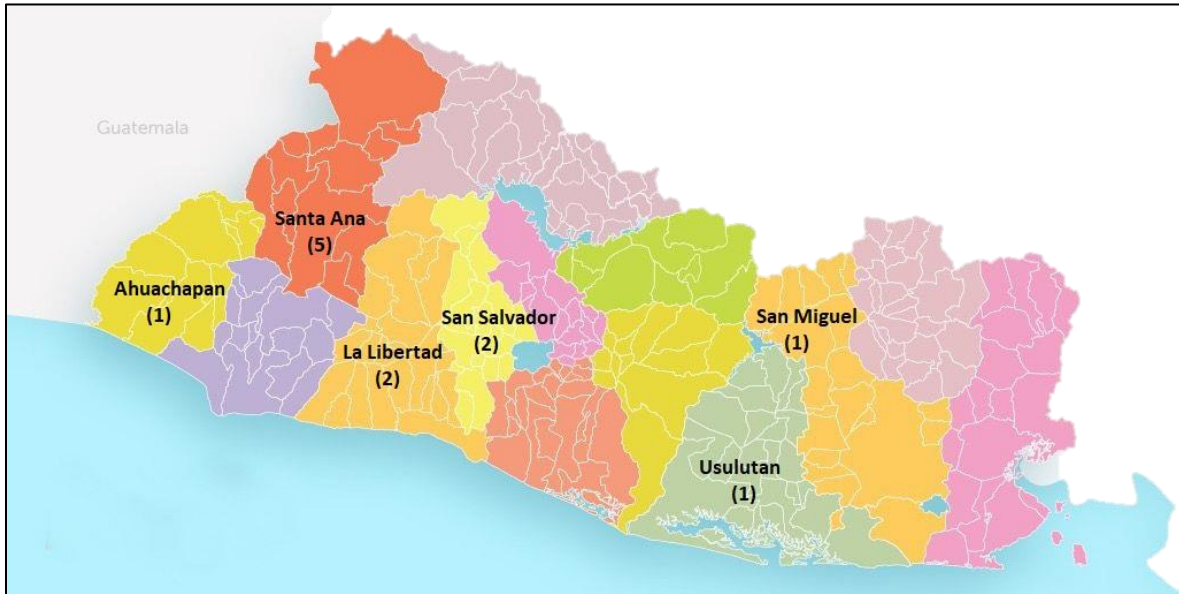 Guatemala
Santa Ana
(5)
Ahuachapan
(1)
San Salvador
(2)
San Miguel
(1)
La Libertad
(2)
Usulutan
(1)